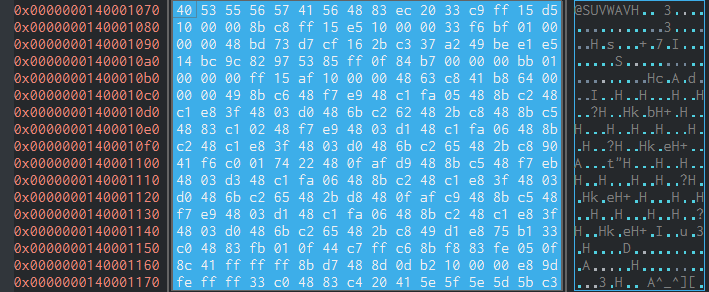 0x0000000140001070 40 53 55 56 57 41 56 48 83 ec 20 33 c9 ff 15 d5 @SUVWAVH.. 3....
0x0000000140001080 10 00 00 8b c8 ff 15 e5 10 00 00 33 f6 bf 01 00 ...........3....
0x0000000140001090 00 00 48 bd 73 d7 cf 16 2b c3 37 a2 49 be e1 e5 ..H.s...+.7.I...
0x00000001400010a0 14 bc 9c 82 97 53 85 ff 0f 84 b7 00 00 00 bb 01 .....S..........
0x00000001400010b0 00 00 00 ff 15 af 10 00 00 48 63 c8 41 b8 64 00 .........Hc.A.d.
0x00000001400010c0 00 00 49 8b c6 48 f7 e9 48 c1 fa 05 48 8b c2 48 ..I..H..H...H..H
0x00000001400010d0 c1 e8 3f 48 03 d0 48 6b c2 62 48 2b c8 48 8b c5 ..?H..Hk.bH+.H..
0x00000001400010e0 48 83 c1 02 48 f7 e9 48 03 d1 48 c1 fa 06 48 8b H...H..H..H...H.
0x00000001400010f0 c2 48 c1 e8 3f 48 03 d0 48 6b c2 65 48 2b c8 90 .H..?H..Hk.eH+..
0x0000000140001100 41 f6 c0 01 74 22 48 0f af d9 48 8b c5 48 f7 eb A...t"H...H..H..
0x0000000140001110 48 03 d3 48 c1 fa 06 48 8b c2 48 c1 e8 3f 48 03 H..H...H..H..?H.
0x0000000140001120 d0 48 6b c2 65 48 2b d8 48 0f af c9 48 8b c5 48 .Hk.eH+.H...H..H
0x0000000140001130 f7 e9 48 03 d1 48 c1 fa 06 48 8b c2 48 c1 e8 3f ..H..H...H..H..?
0x0000000140001140 48 03 d0 48 6b c2 65 48 2b c8 49 d1 e8 75 b1 33 H..Hk.eH+.I..u.3
0x0000000140001150 c0 48 83 fb 01 0f 44 c7 ff c6 8b f8 83 fe 05 0f .H....D.........
0x0000000140001160 8c 41 ff ff ff 8b d7 48 8d 0d b2 10 00 00 e8 9d .A.....H........
0x0000000140001170 fe ff ff 33 c0 48 83 c4 20 41 5e 5f 5e 5d 5b c3 ...3.H.. A^_^][.